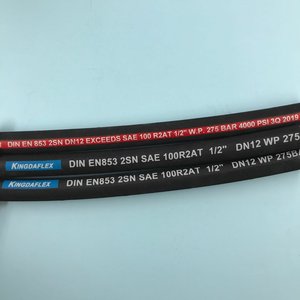 DIN EN 853 2SN DN12 EXCEEDS SAE 100 R2AT 1/2" W.P. 275 BAR 4000 PSI 3Q 2019
KINGDAFLEX DIN EN853 2SN SAE 100R2AT 1/2" DN12 WP 275
KINGDAFLEX DIN EN853 2SN SAE 100R2AT 1/2" DN12 WP 275BA